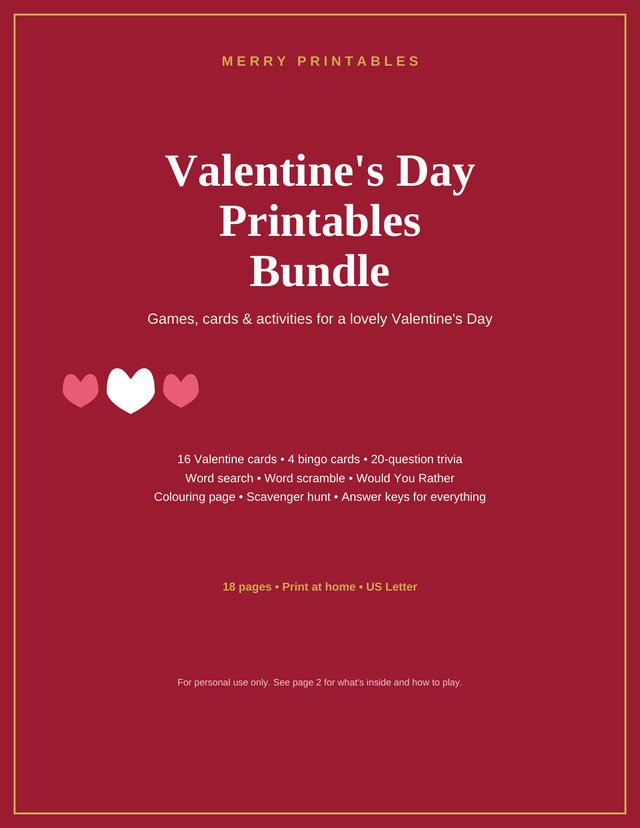 MERRY PRINTABLES
Valentine's Day
Printables
Bundle
Games, cards & activities for a lovely Valentine's Day
16 Valentine cards • 4 bingo cards • 20-question trivia
Word search • Word scramble • Would You Rather
Colouring page • Scavenger hunt • Answer keys for everything
18 pages • Print at home • US Letter
For personal use only. See page 2 for what's inside and how to play.